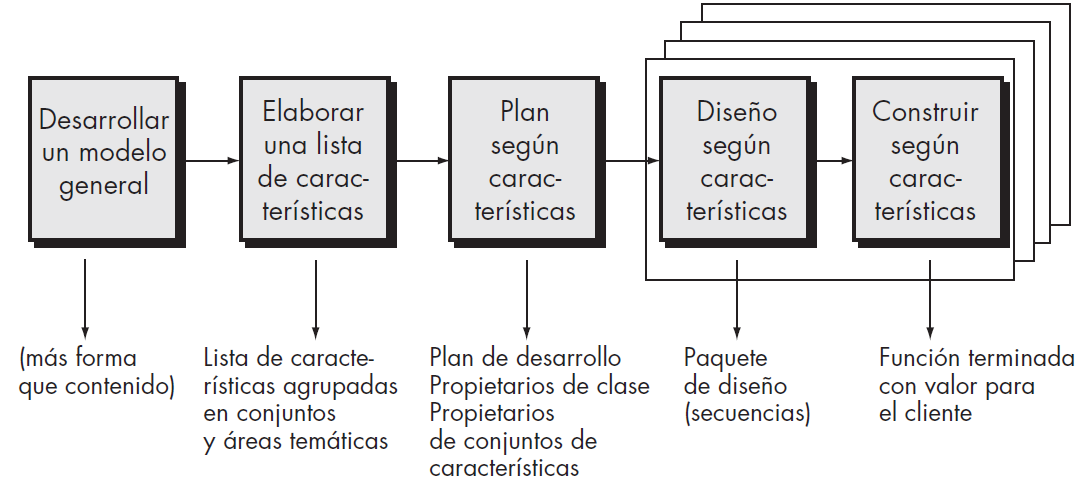 Desarrollar
un modelo
general
Elaborar
una lista
de carac-
terísticas
Plan
según
carac-
terísticas
Diseño
según
carac-
terísticas
Construir
según
carac-
terísticas
(más forma
que contenido)
Lista de caracte-
rísticas agrupadas
en conjuntos
y áreas temáticas
Plan de desarrollo
Propietarios de clase
Propietarios
de conjuntos de
características
Paquete
de diseño
(secuencias)
Función terminada
con valor para
el cliente